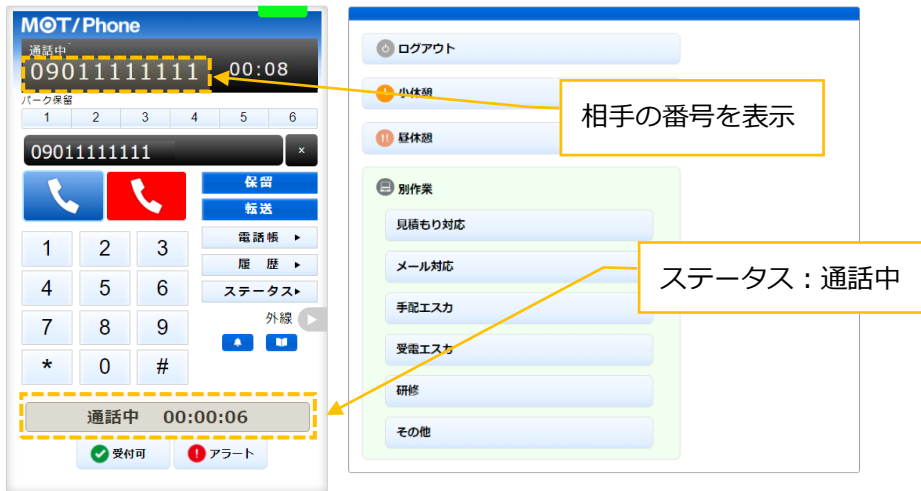 MOT/Phone
通話中
09011111111 00:08
パーク保留
1 2 3 4 5 6
09011111111 ×
保留
転送
電話帳
履 歴
ステータス
外線
1 2 3
4 5 6
7 8 9
* 0 #
通話中 00:00:06
受付可 アラート
ログアウト
小休憩
昼休憩
別作業
見積もり対応
メール対応
手配エスカ
受電エスカ
研修
その他
相手の番号を表示
ステータス：通話中